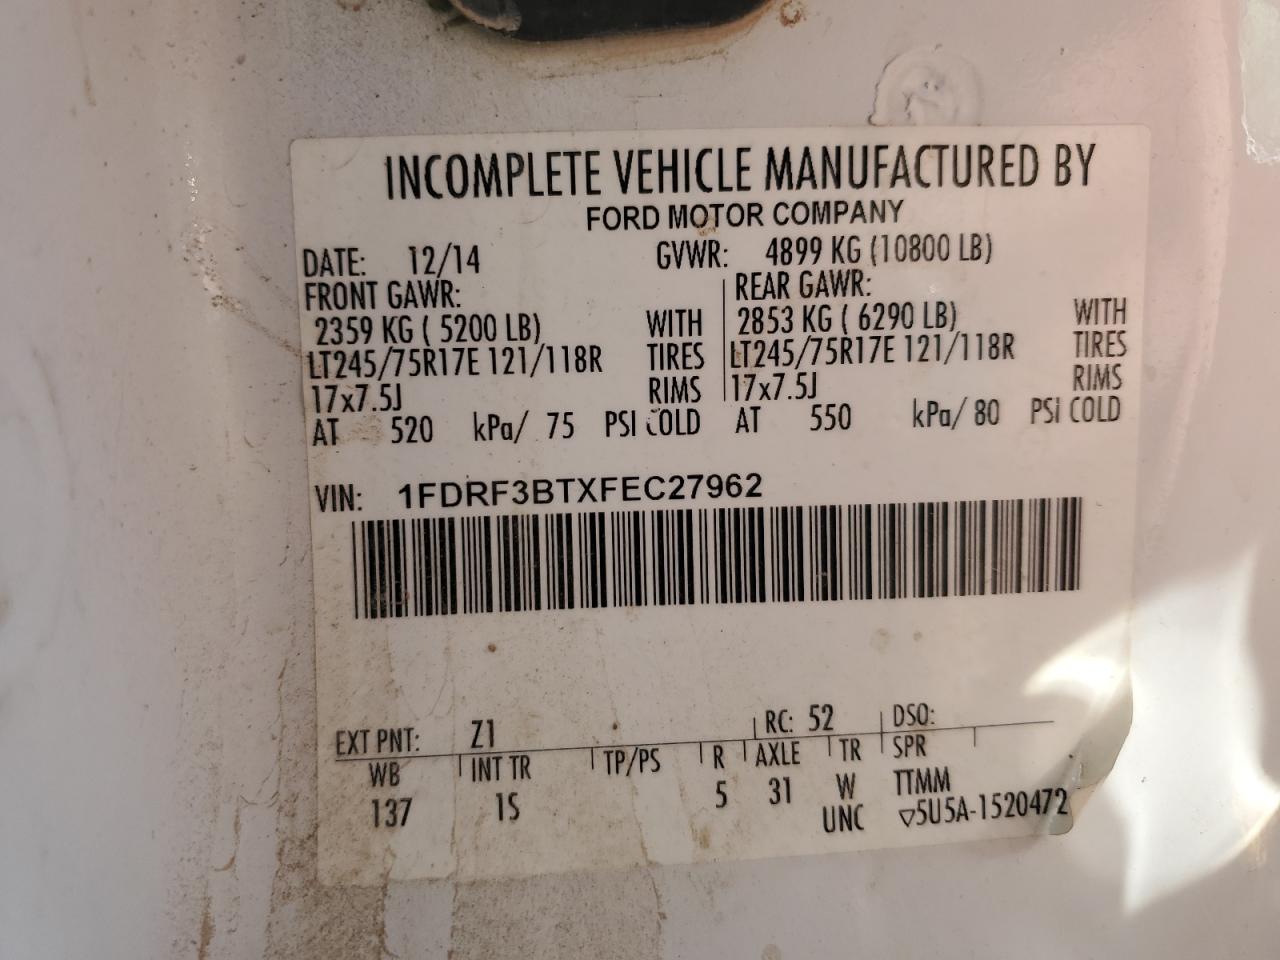 INCOMPLETE VEHICLE MANUFACTURED BY
FORD MOTOR COMPANY
DATE: 12/14 GVWR: 4899 KG (10800 LB)
FRONT GAWR: REAR GAWR:
2359 KG ( 5200 LB) WITH 2853 KG ( 6290 LB) WITH
LT245/75R17E 121/118R TIRES LT245/75R17E 121/118R TIRES
17x7.5J RIMS 17x7.5J RIMS
AT 520 kPa/ 75 PSI COLD AT 550 kPa/ 80 PSI COLD
VIN: 1FDRF3BTXFEC27962
EXT PNT: Z1 RC: 52 DSO:
WB INT TR TP/PS R AXLE TR SPR
137 1S 5 31 W TTMM
UNC ▽5U5A-1520472